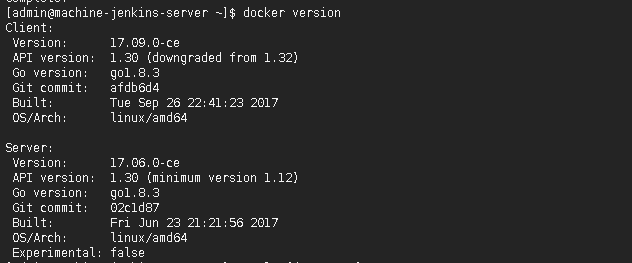 [admin@machine-jenkins-server ~]$ docker version
Client:
Version: 17.09.0-ce
API version: 1.30 (downgraded from 1.32)
Go version: go1.8.3
Git commit: afdb6d4
Built: Tue Sep 26 22:41:23 2017
OS/Arch: linux/amd64
Server:
Version: 17.06.0-ce
API version: 1.30 (minimum version 1.12)
Go version: go1.8.3
Git commit: 02c1d87
Built: Fri Jun 23 21:21:56 2017
OS/Arch: linux/amd64
Experimental: false